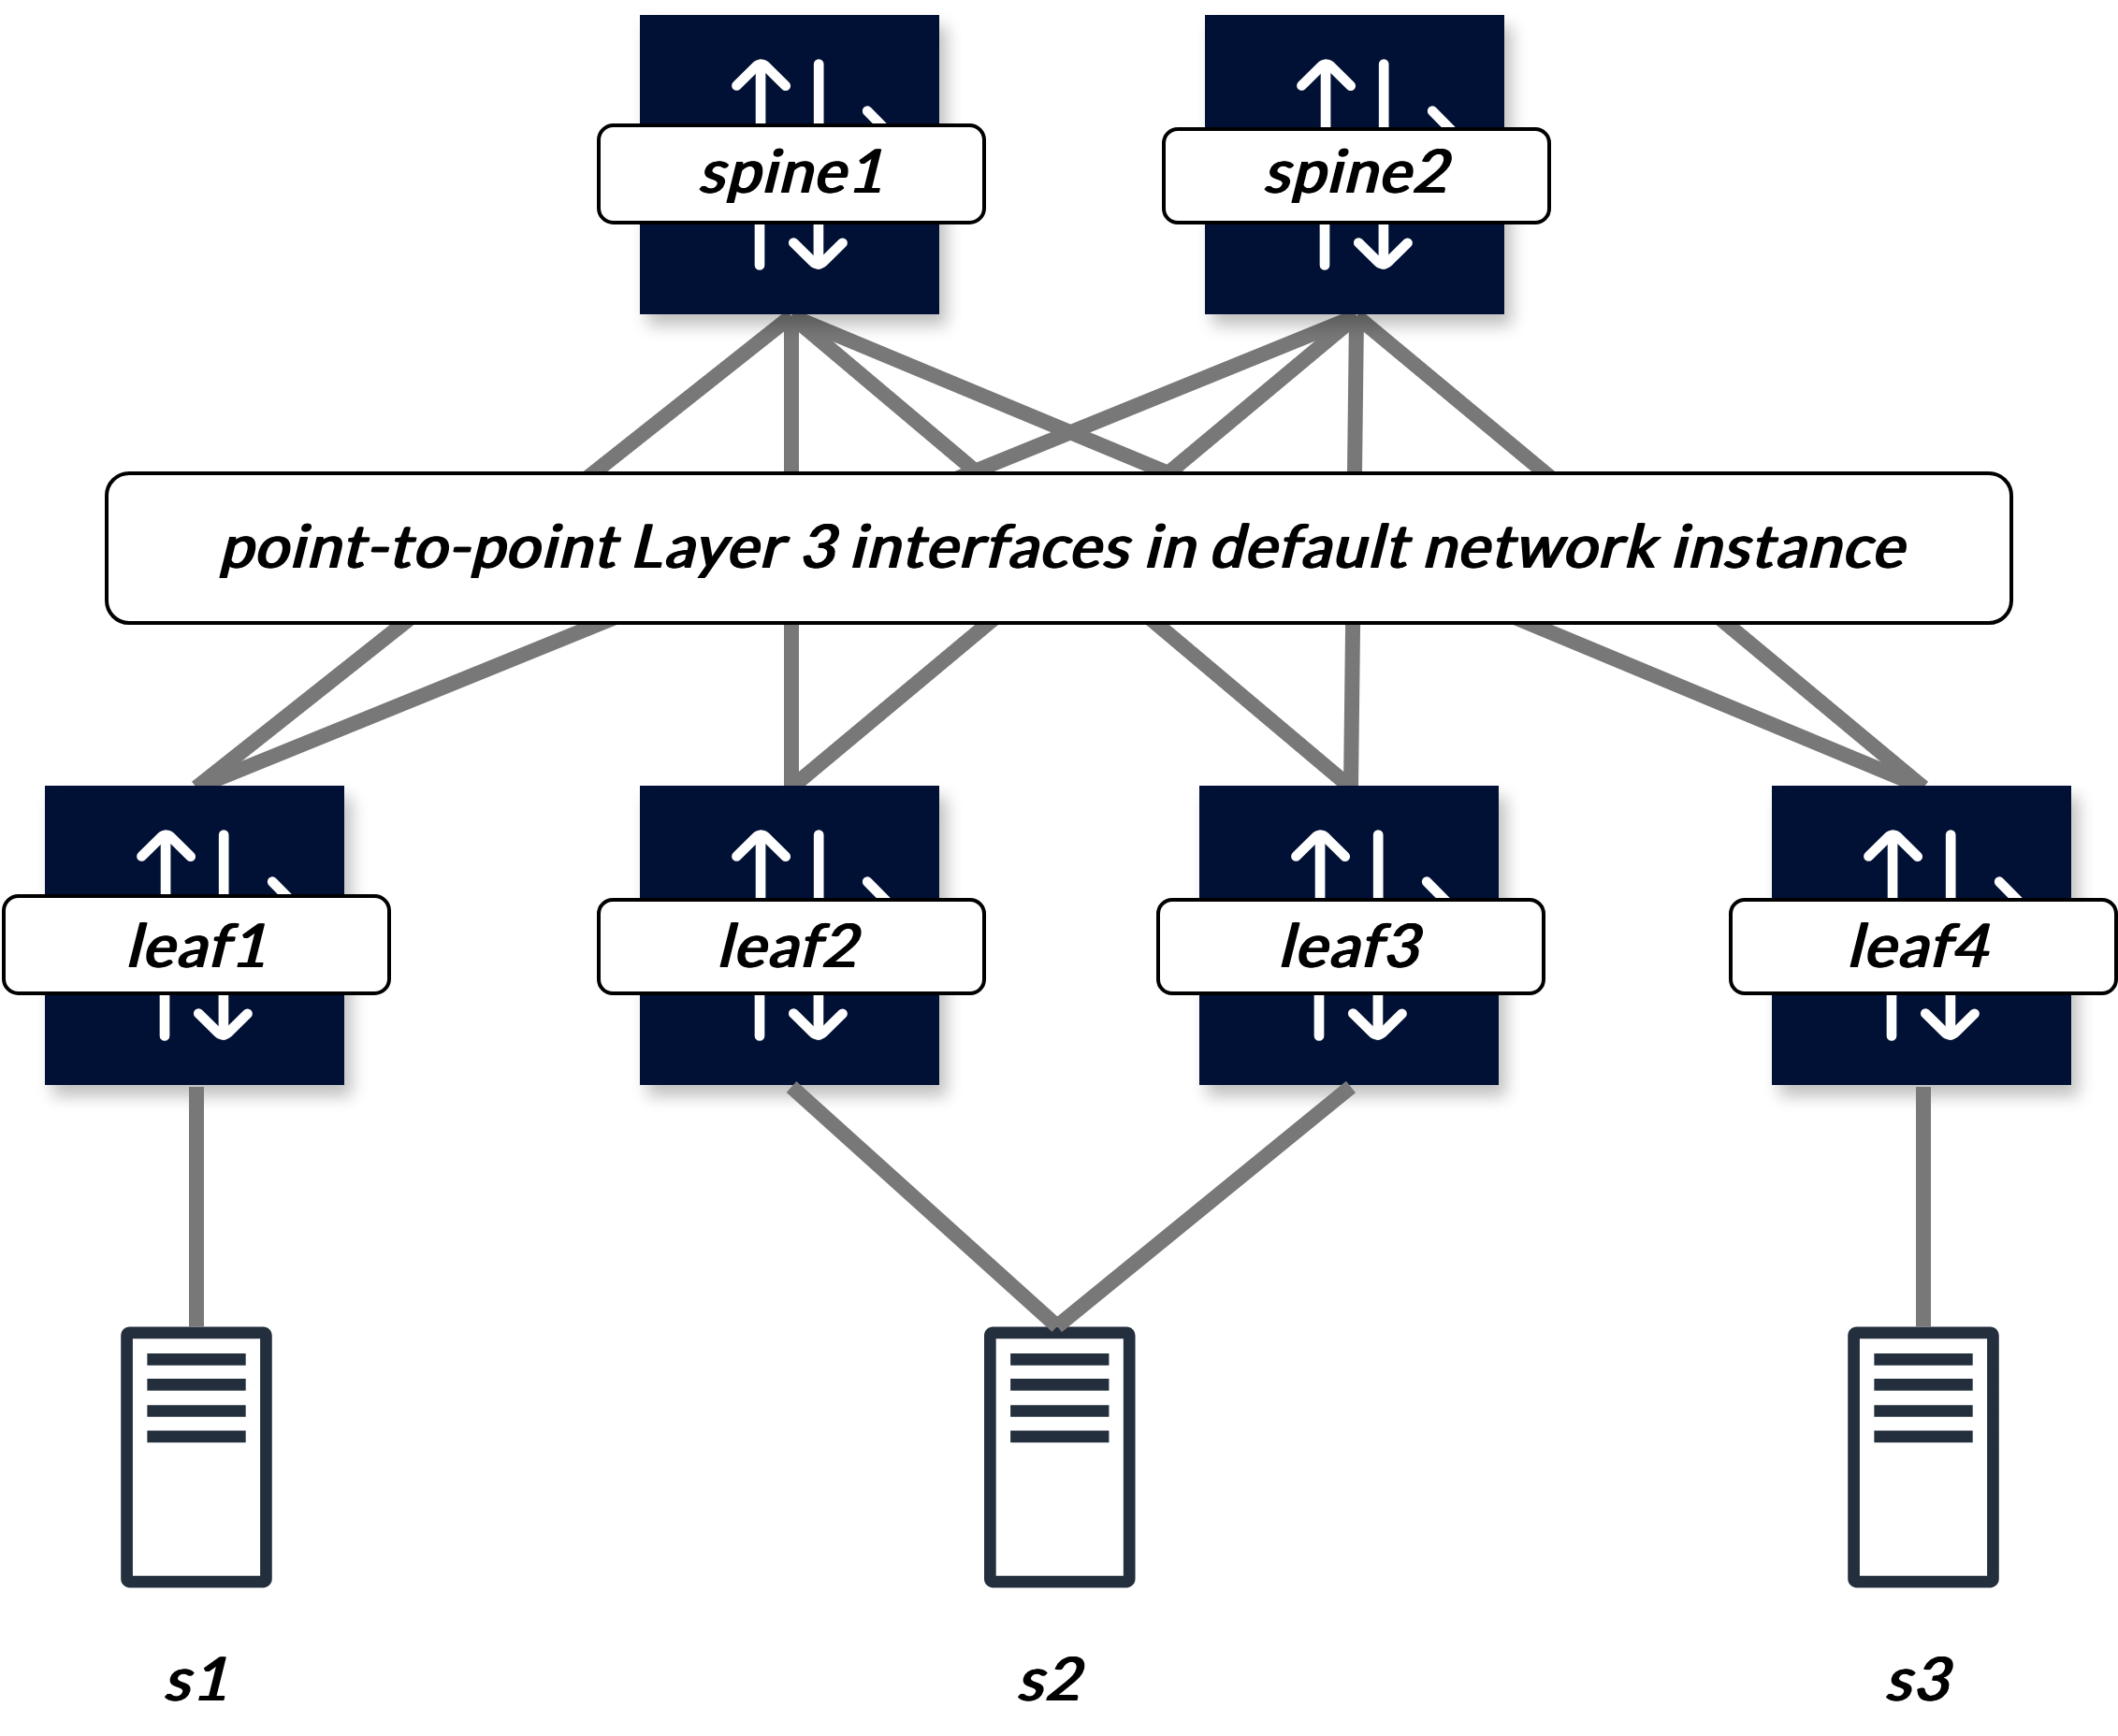 spine1
spine2
point-to-point Layer 3 interfaces in default network instance
leaf1
leaf2
leaf3
leaf4
s1
s2
s3